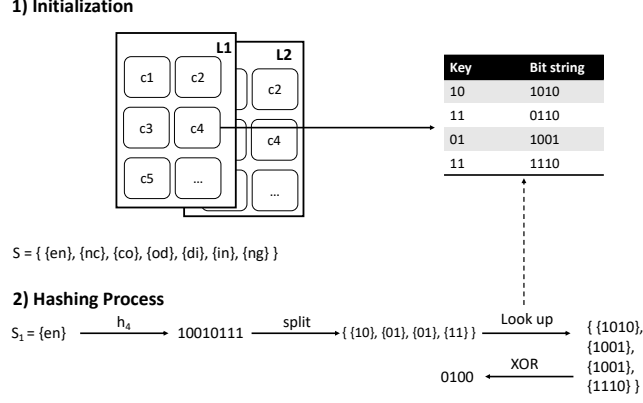 1) Initialization
L1
L2
c1 c2 c2
c3 c4 c4
c5 ... ...
Key Bit string
10 1010
11 0110
01 1001
11 1110
S = { {en}, {nc}, {co}, {od}, {di}, {in}, {ng} }
2) Hashing Process
S1 = {en} h4 10010111 split { {10}, {01}, {01}, {11} } Look up { {1010},
{1001},
{1001},
{1110} }
XOR
0100